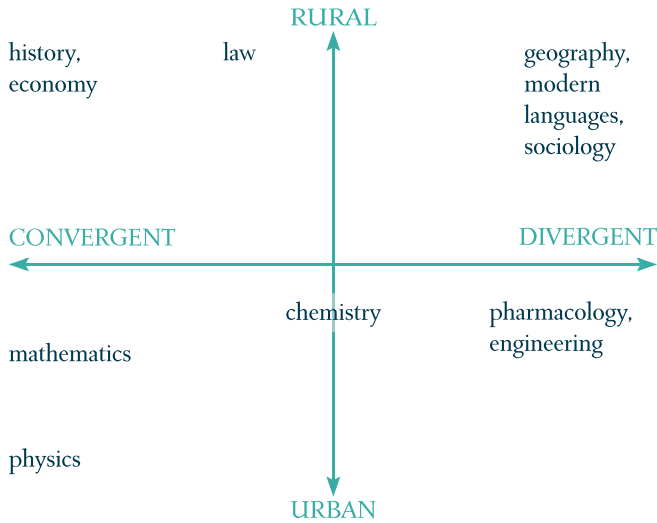 RURAL
history,
economy
law
geography,
modern
languages,
sociology
CONVERGENT
DIVERGENT
chemistry
pharmacology,
engineering
mathematics
physics
URBAN